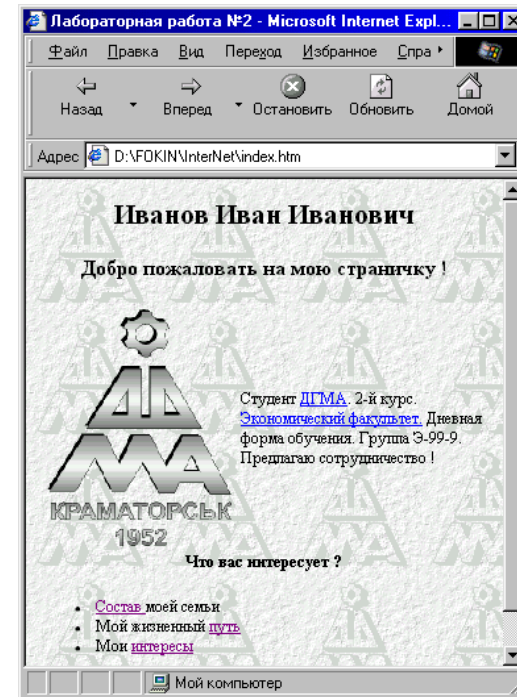 Лабораторная работа №2 - Microsoft Internet Expl...
Файл Правка Вид Переход Избранное Спра
Назад Вперед Остановить Обновить Домой
Адрес D:\FOKIN\InterNet\index.htm
Иванов Иван Иванович
Добро пожаловать на мою страничку !
Студент ДГМА. 2-й курс.
Экономический факультет. Дневная
форма обучения. Группа Э-99-9.
Предлагаю сотрудничество !
ДД
МА
КРАМАТОРСЬК
1952
Что вас интересует ?
Состав моей семьи
Мой жизненный путь
Мои интересы
Мой компьютер